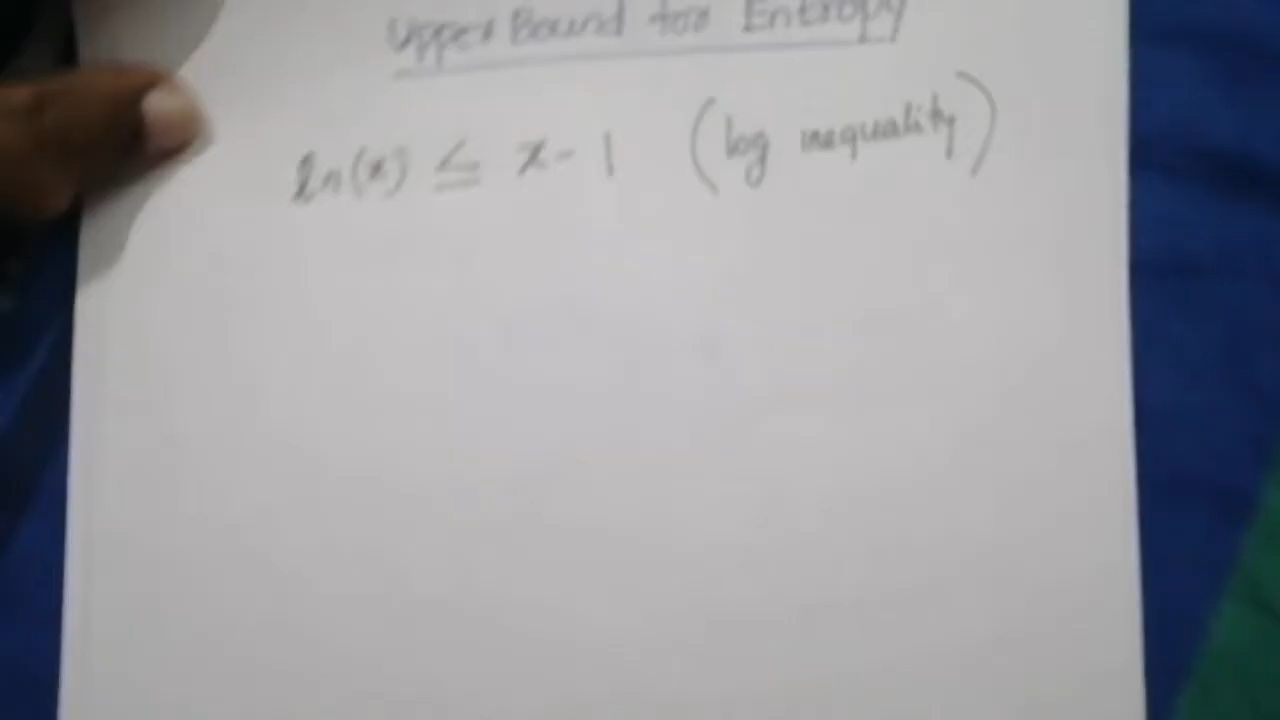 Upper Bound for Entropy
ln(x) ≤ x - 1 (log inequality)